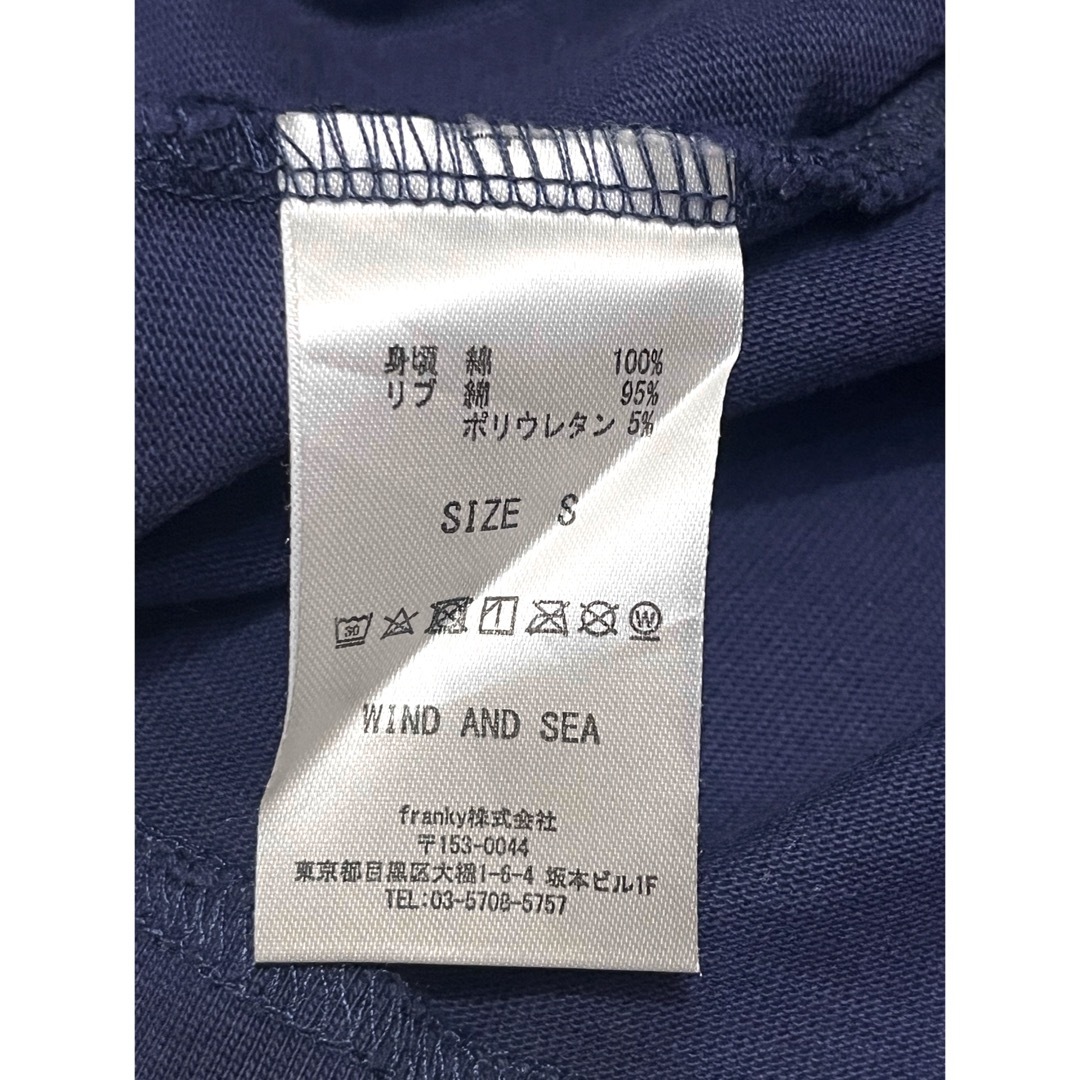 身頃 綿 100%
リブ 綿 95%
ポリウレタン 5%
SIZE S
30 W
WIND AND SEA
franky株式会社
〒153-0044
東京都目黒区大橋1-6-4 坂本ビル1F
TEL:03-5708-5757